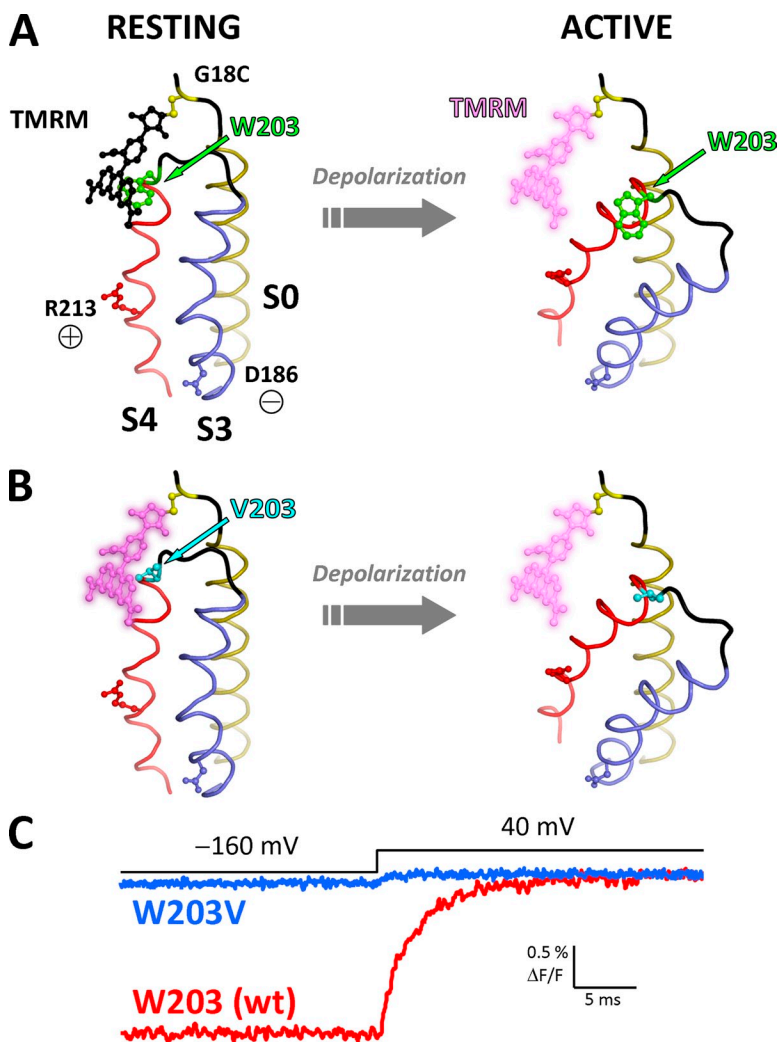 A
RESTING
ACTIVE
G18C
TMRM
W203
TMRM
W203
Depolarization
S0
R213
⊕
D186
⊖
S4
S3
B
V203
Depolarization
C
−160 mV
40 mV
W203V
0.5 %
ΔF/F
5 ms
W203 (wt)